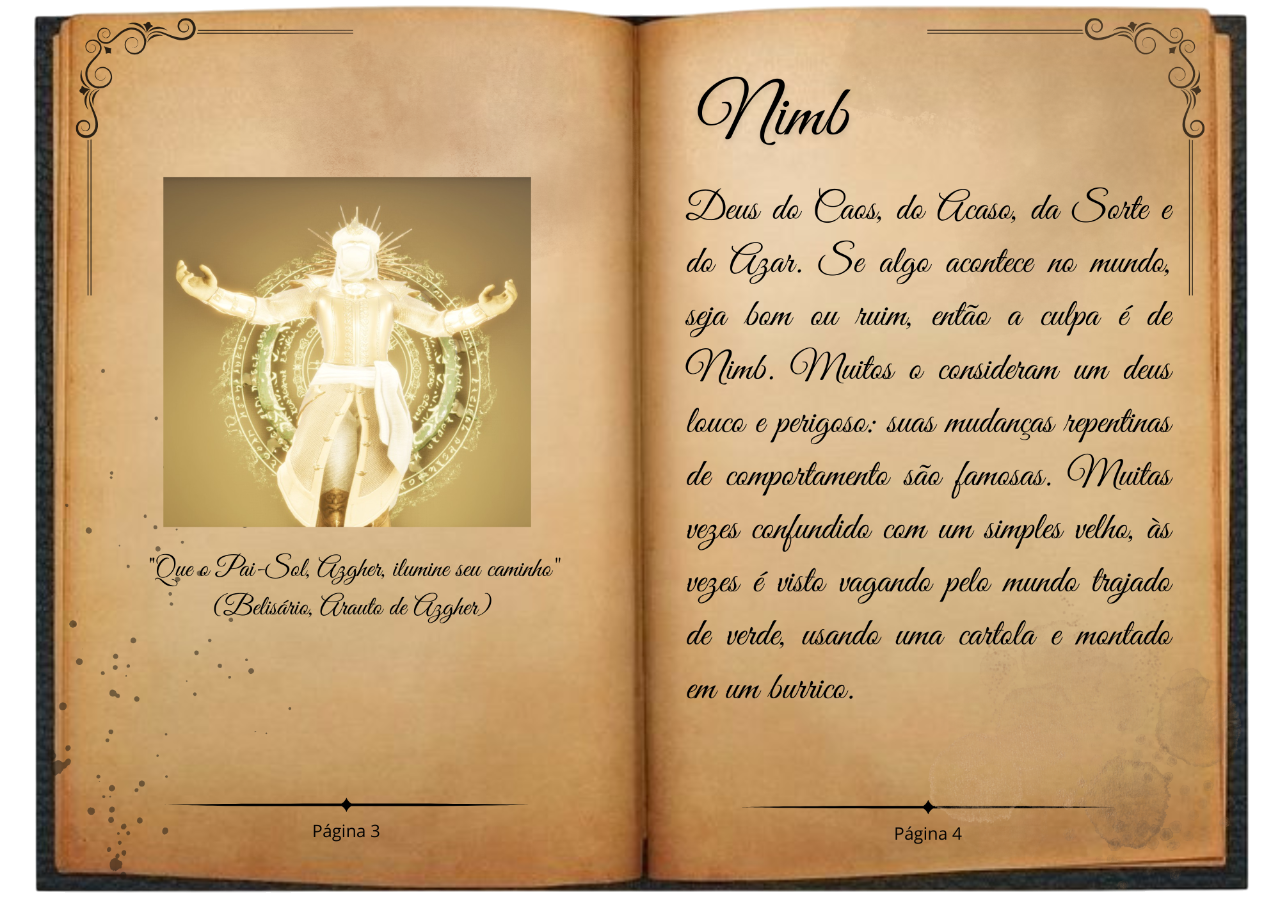 "Que o Pai-Sol, Azgher, ilumine seu caminho"
(Belisário, Arauto de Azgher)
Página 3
Nimb
Deus do Caos, do Acaso, da Sorte e
do Azar. Se algo acontece no mundo,
seja bom ou ruim, então a culpa é de
Nimb. Muitos o consideram um deus
louco e perigoso: suas mudanças repentinas
de comportamento são famosas. Muitas
vezes confundido com um simples velho, às
vezes é visto vagando pelo mundo trajado
de verde, usando uma cartola e montado
em um burrico.
Página 4